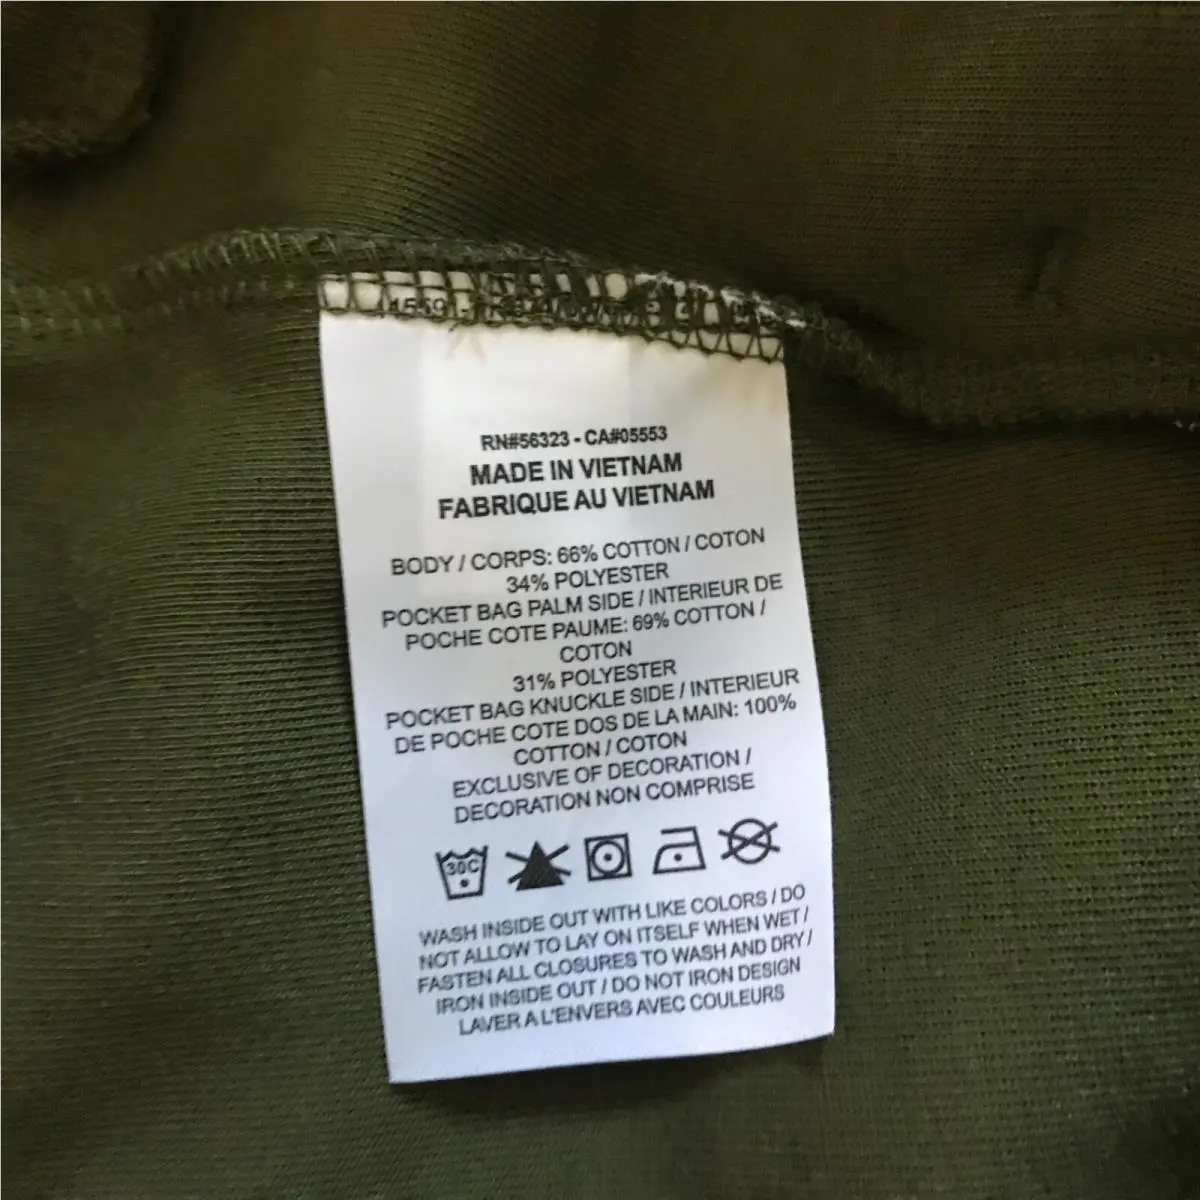 RN#56323 - CA#05553
MADE IN VIETNAM
FABRIQUE AU VIETNAM
BODY / CORPS: 66% COTTON / COTON
34% POLYESTER
POCKET BAG PALM SIDE / INTERIEUR DE
POCHE COTE PAUME: 69% COTTON /
COTON
31% POLYESTER
POCKET BAG KNUCKLE SIDE / INTERIEUR
DE POCHE COTE DOS DE LA MAIN: 100%
COTTON / COTON
EXCLUSIVE OF DECORATION /
DECORATION NON COMPRISE
30C
WASH INSIDE OUT WITH LIKE COLORS / DO
NOT ALLOW TO LAY ON ITSELF WHEN WET /
FASTEN ALL CLOSURES TO WASH AND DRY /
IRON INSIDE OUT / DO NOT IRON DESIGN
LAVER A L'ENVERS AVEC COULEURS